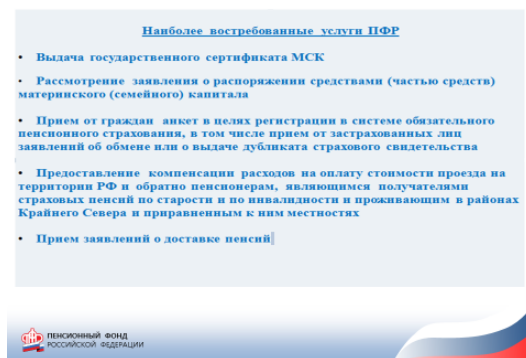 Наиболее востребованные услуги ПФР
• Выдача государственного сертификата МСК
• Рассмотрение заявления о распоряжении средствами (частью средств)
материнского (семейного) капитала
• Прием от граждан анкет в целях регистрации в системе обязательного
пенсионного страхования, в том числе прием от застрахованных лиц
заявлений об обмене или о выдаче дубликата страхового свидетельства
• Предоставление компенсации расходов на оплату стоимости проезда на
территории РФ и обратно пенсионерам, являющимся получателями
страховых пенсий по старости и по инвалидности и проживающим в районах
Крайнего Севера и приравненным к ним местностях
• Прием заявлений о доставке пенсий
ПЕНСИОННЫЙ ФОНД
РОССИЙСКОЙ ФЕДЕРАЦИИ